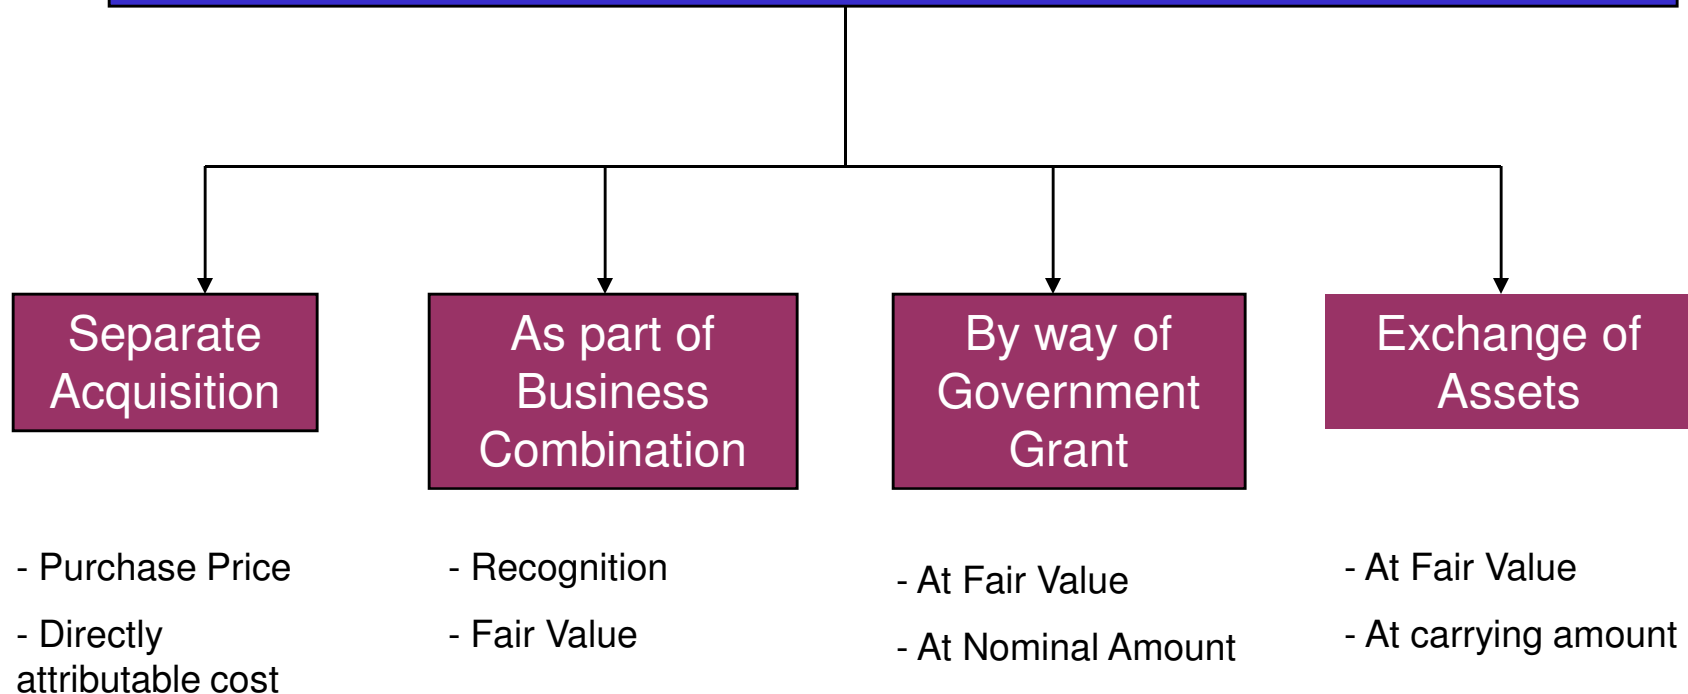 Separate
Acquisition
As part of
Business
Combination
By way of
Government
Grant
Exchange of
Assets
- Purchase Price
- Directly
attributable cost
- Recognition
- Fair Value
- At Fair Value
- At Nominal Amount
- At Fair Value
- At carrying amount